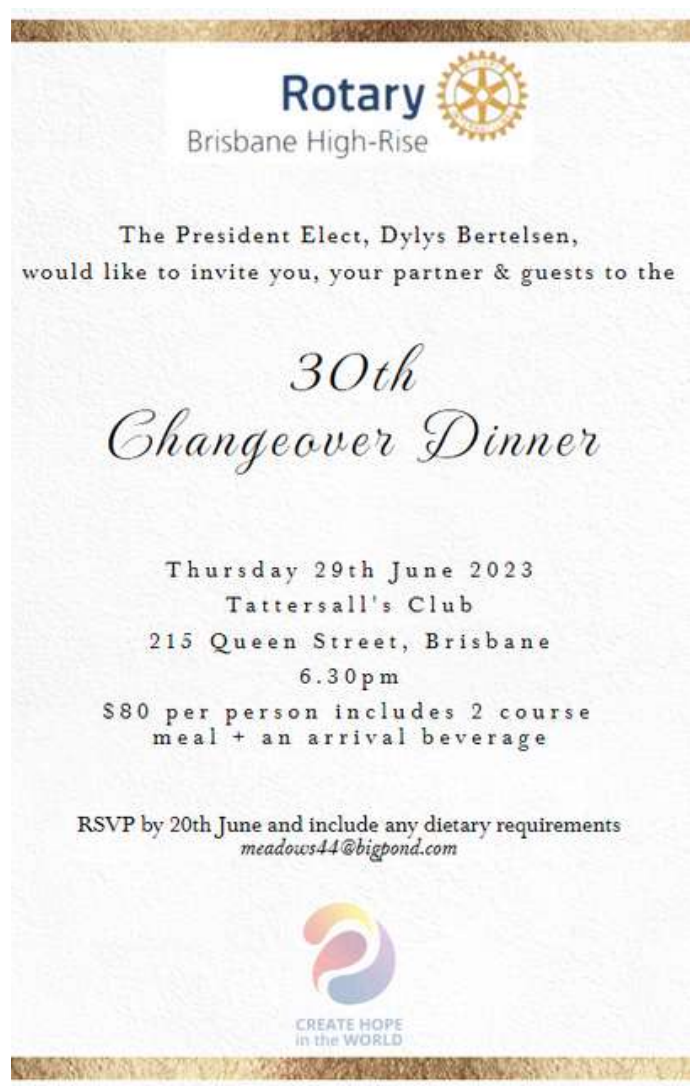 Rotary
Brisbane High-Rise
The President Elect, Dylys Bertelsen,
would like to invite you, your partner & guests to the
30th
Changeover Dinner
Thursday 29th June 2023
Tattersall's Club
215 Queen Street, Brisbane
6.30pm
$80 per person includes 2 course
meal + an arrival beverage
RSVP by 20th June and include any dietary requirements
meadows44@bigpond.com
CREATE HOPE
in the WORLD